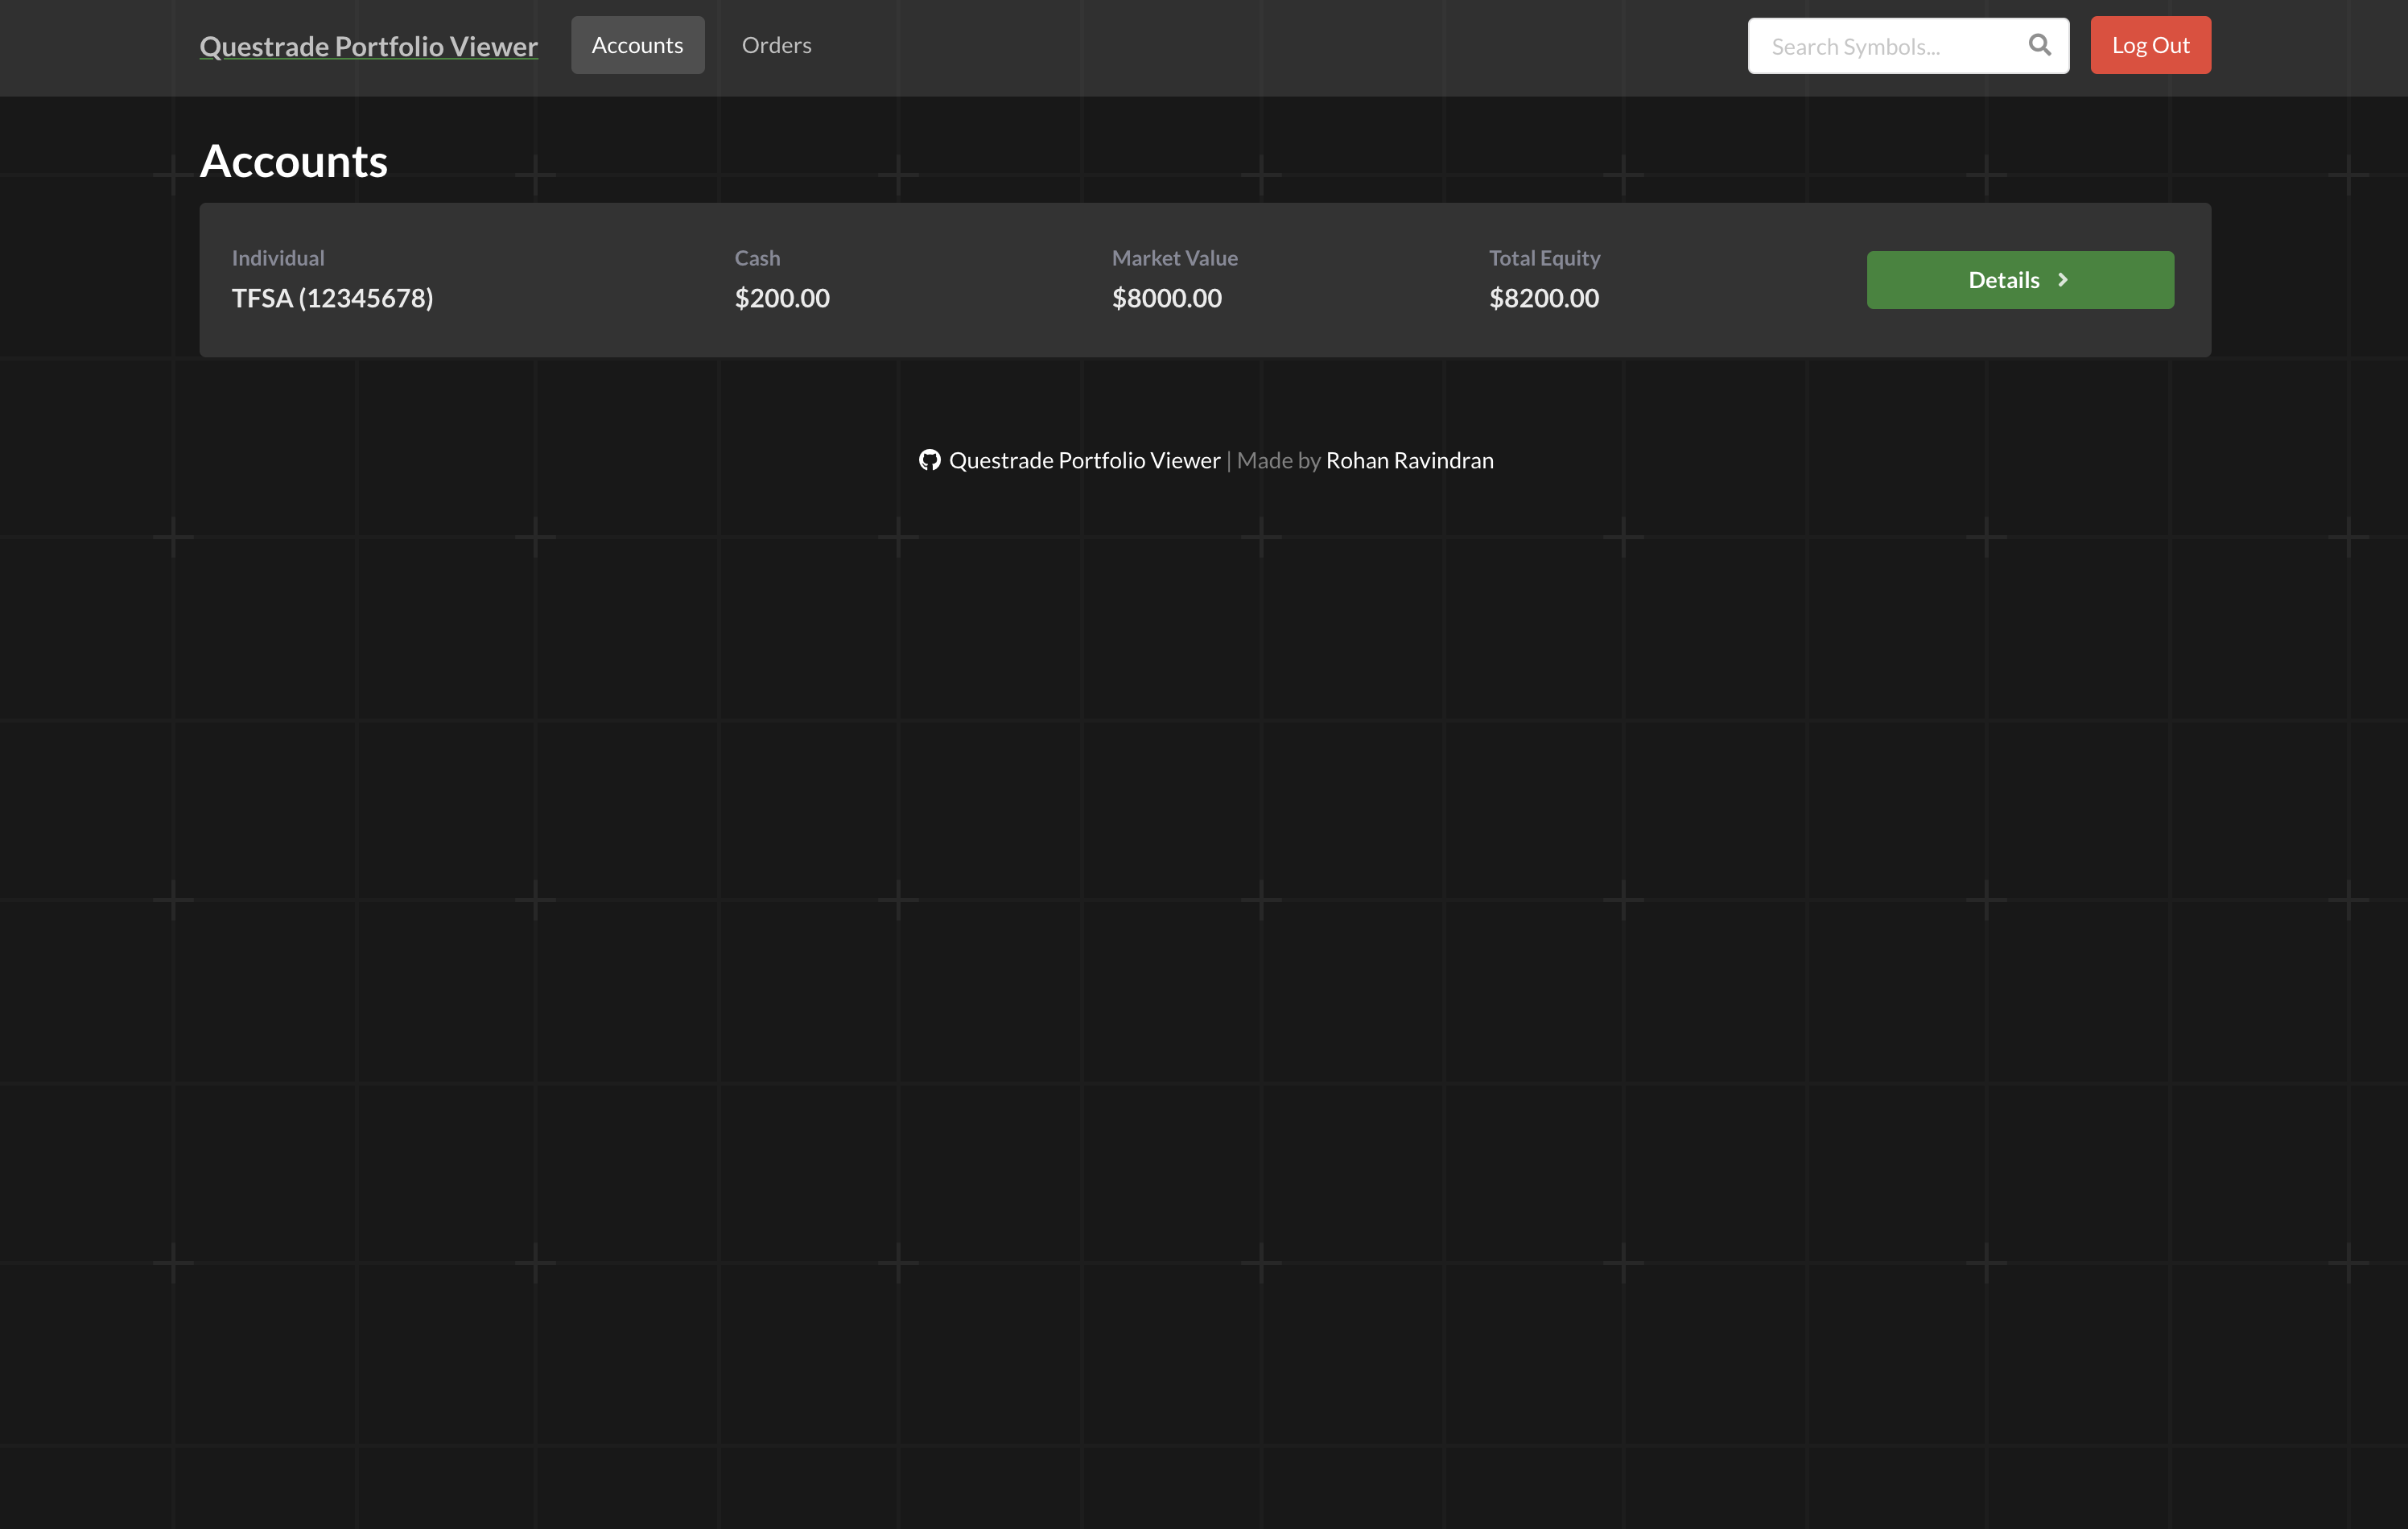 Questrade Portfolio Viewer Accounts Orders Search Symbols... Log Out
Accounts
Individual Cash Market Value Total Equity
TFSA (12345678) $200.00 $8000.00 $8200.00 Details
Questrade Portfolio Viewer | Made by Rohan Ravindran